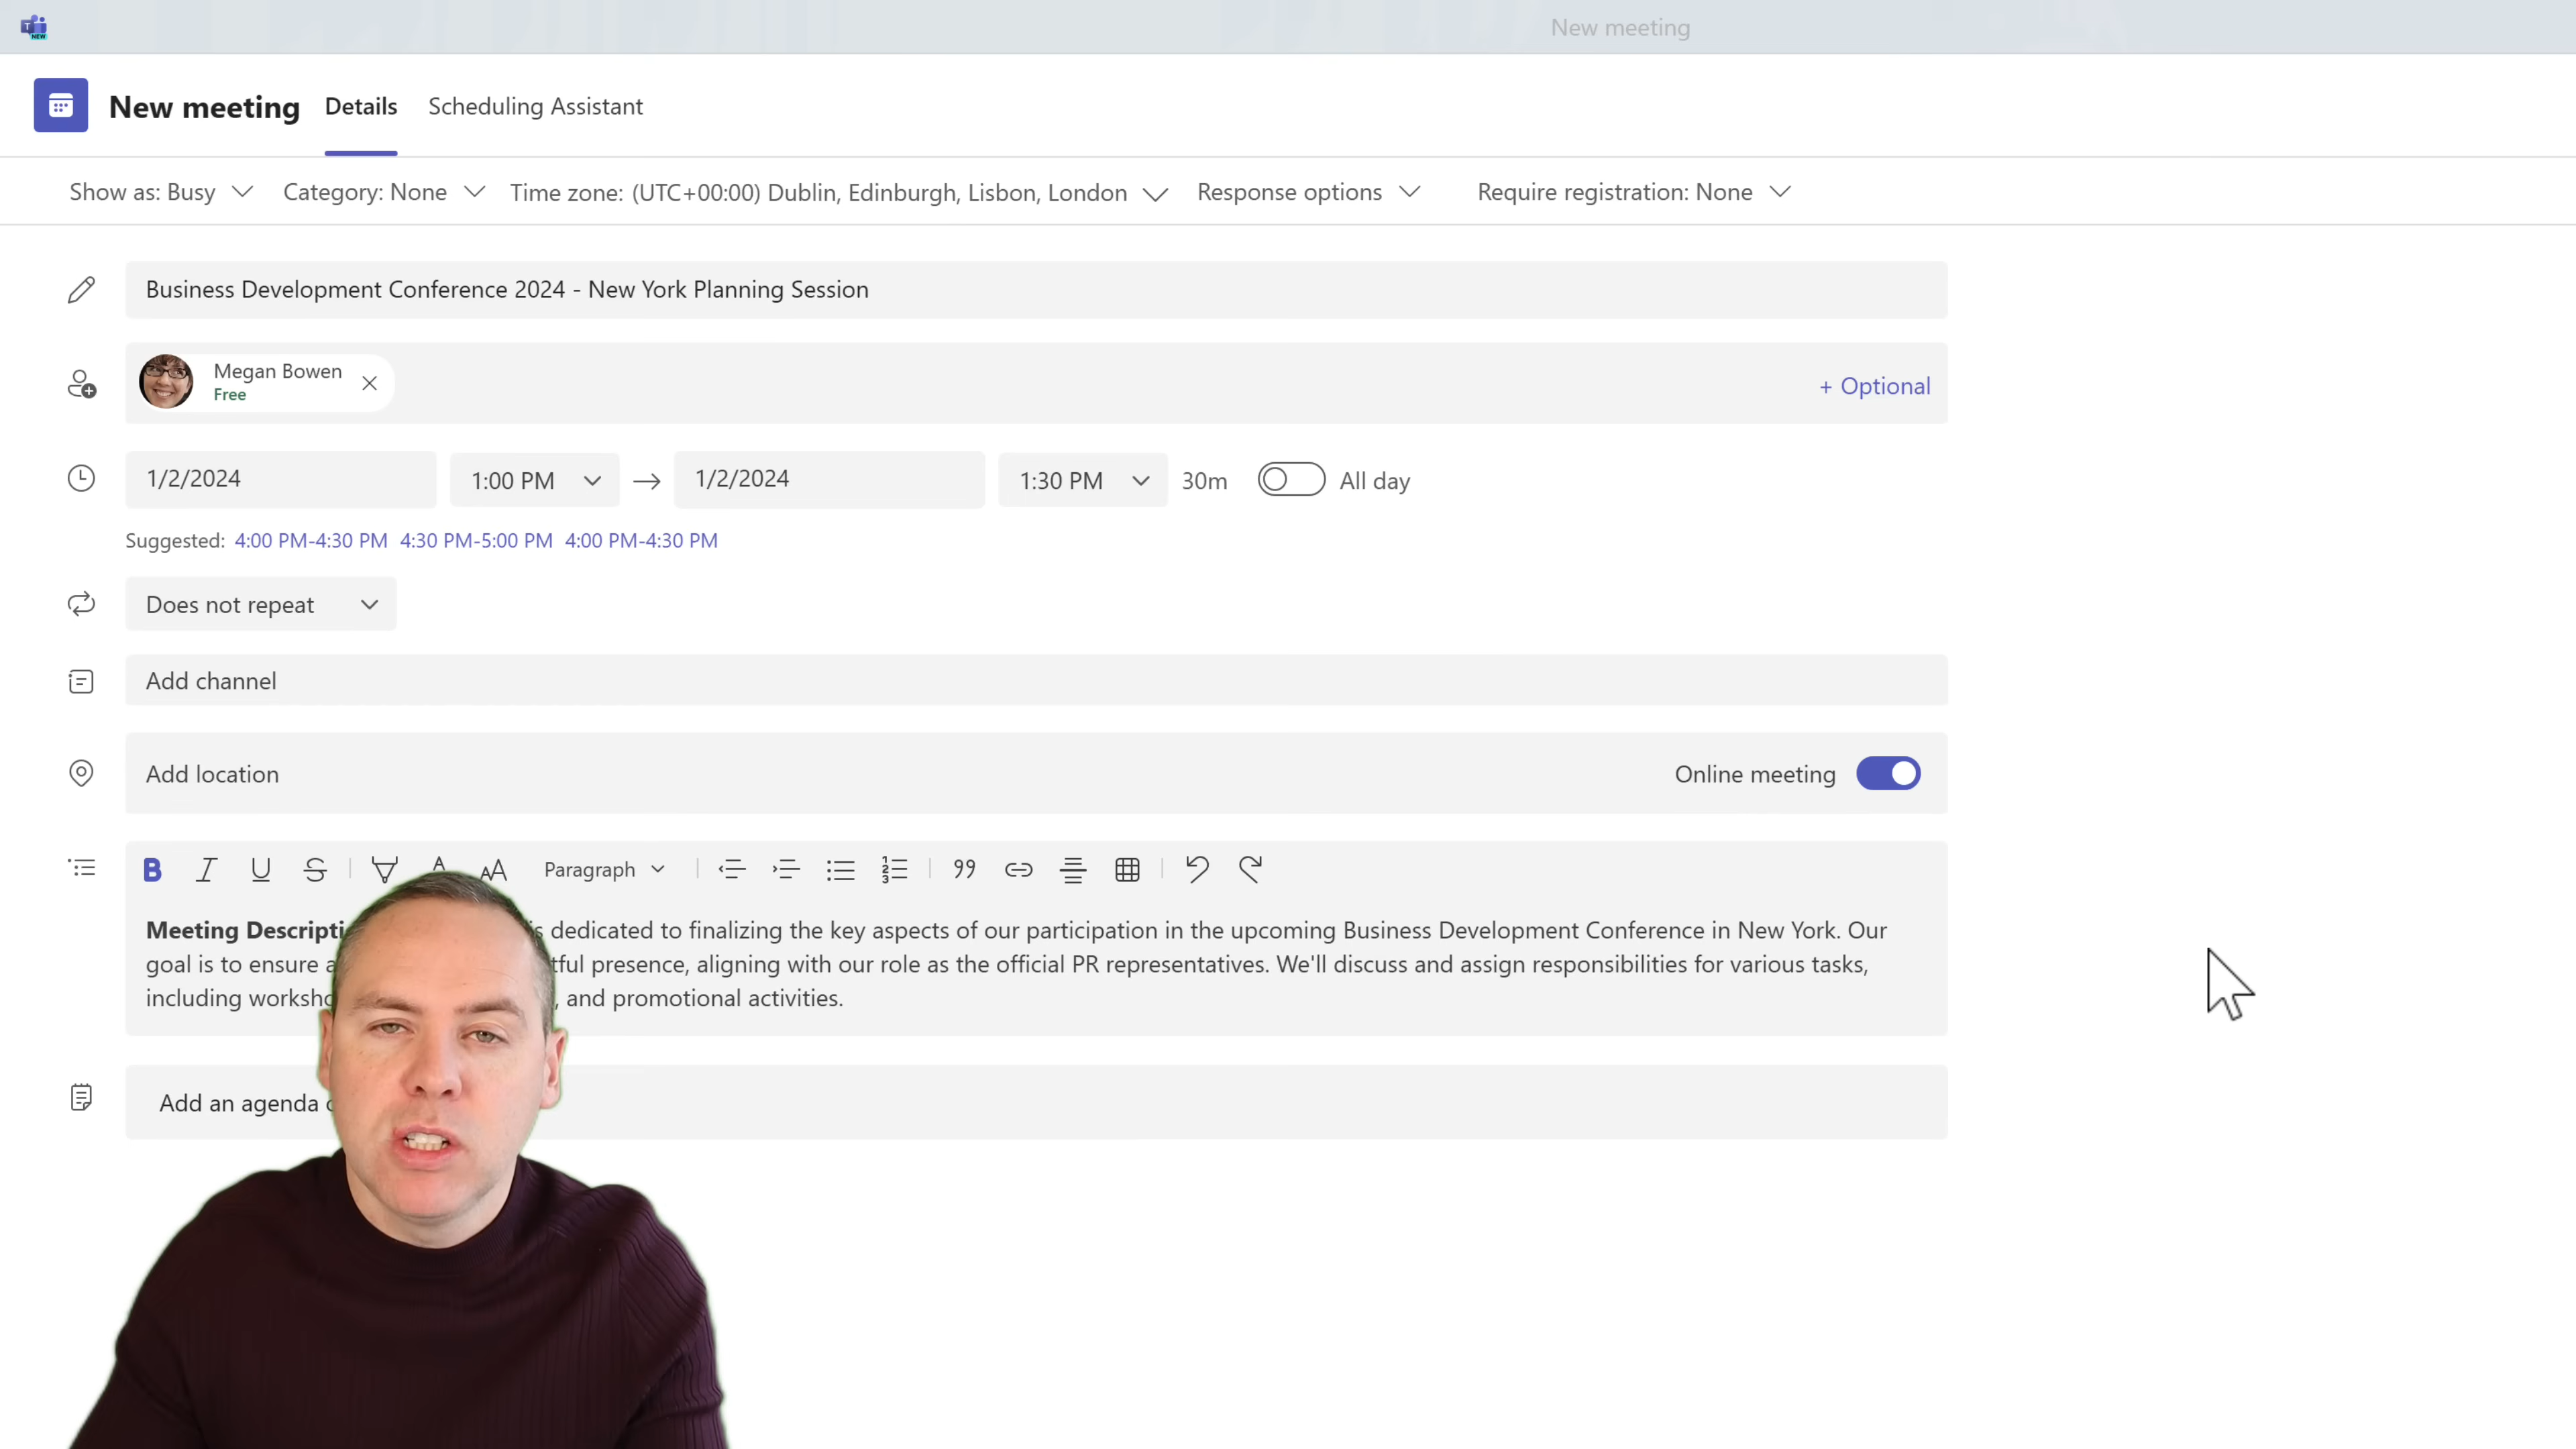 New meeting
New meeting Details Scheduling Assistant
Show as: Busy Category: None Time zone: (UTC+00:00) Dublin, Edinburgh, Lisbon, London Response options Require registration: None
Business Development Conference 2024 - New York Planning Session
Megan Bowen
Free
+ Optional
1/2/2024 1:00 PM 1/2/2024 1:30 PM 30m All day
Suggested: 4:00 PM-4:30 PM 4:30 PM-5:00 PM 4:00 PM-4:30 PM
Does not repeat
Add channel
Add location Online meeting
Paragraph
Meeting dedicated to finalizing the key aspects of our participation in the upcoming Business Development Conference in New York. Our
goal is to ensure presence, aligning with our role as the official PR representatives. We'll discuss and assign responsibilities for various tasks,
including , and promotional activities.
Add an agenda